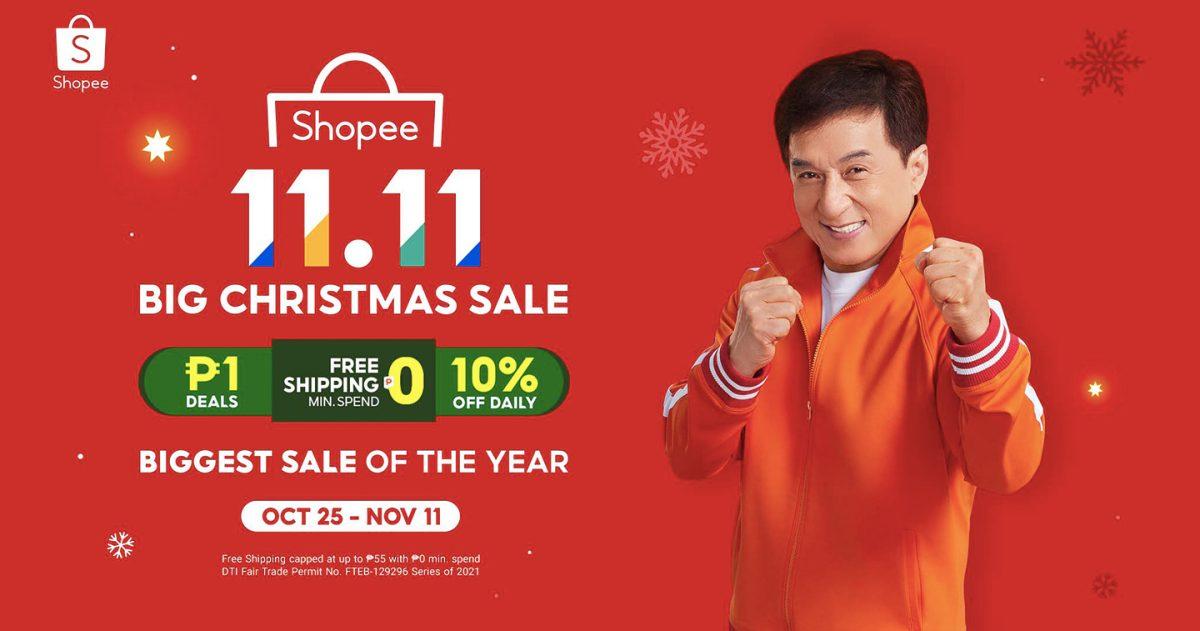 S
Shopee
Shopee
11.11
BIG CHRISTMAS SALE
₱1
DEALS
FREE
SHIPPING
MIN. SPEND
₱0
10%
OFF DAILY
BIGGEST SALE OF THE YEAR
OCT 25 - NOV 11
Free Shipping capped at up to ₱55 with ₱0 min. spend
DTI Fair Trade Permit No. FTEB-129296 Series of 2021